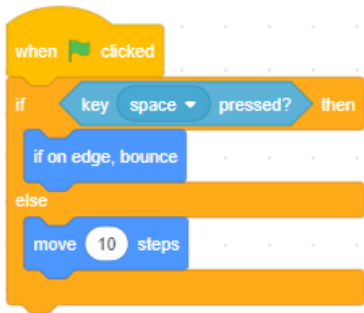 when clicked
if key space pressed? then
if on edge, bounce
else
move 10 steps